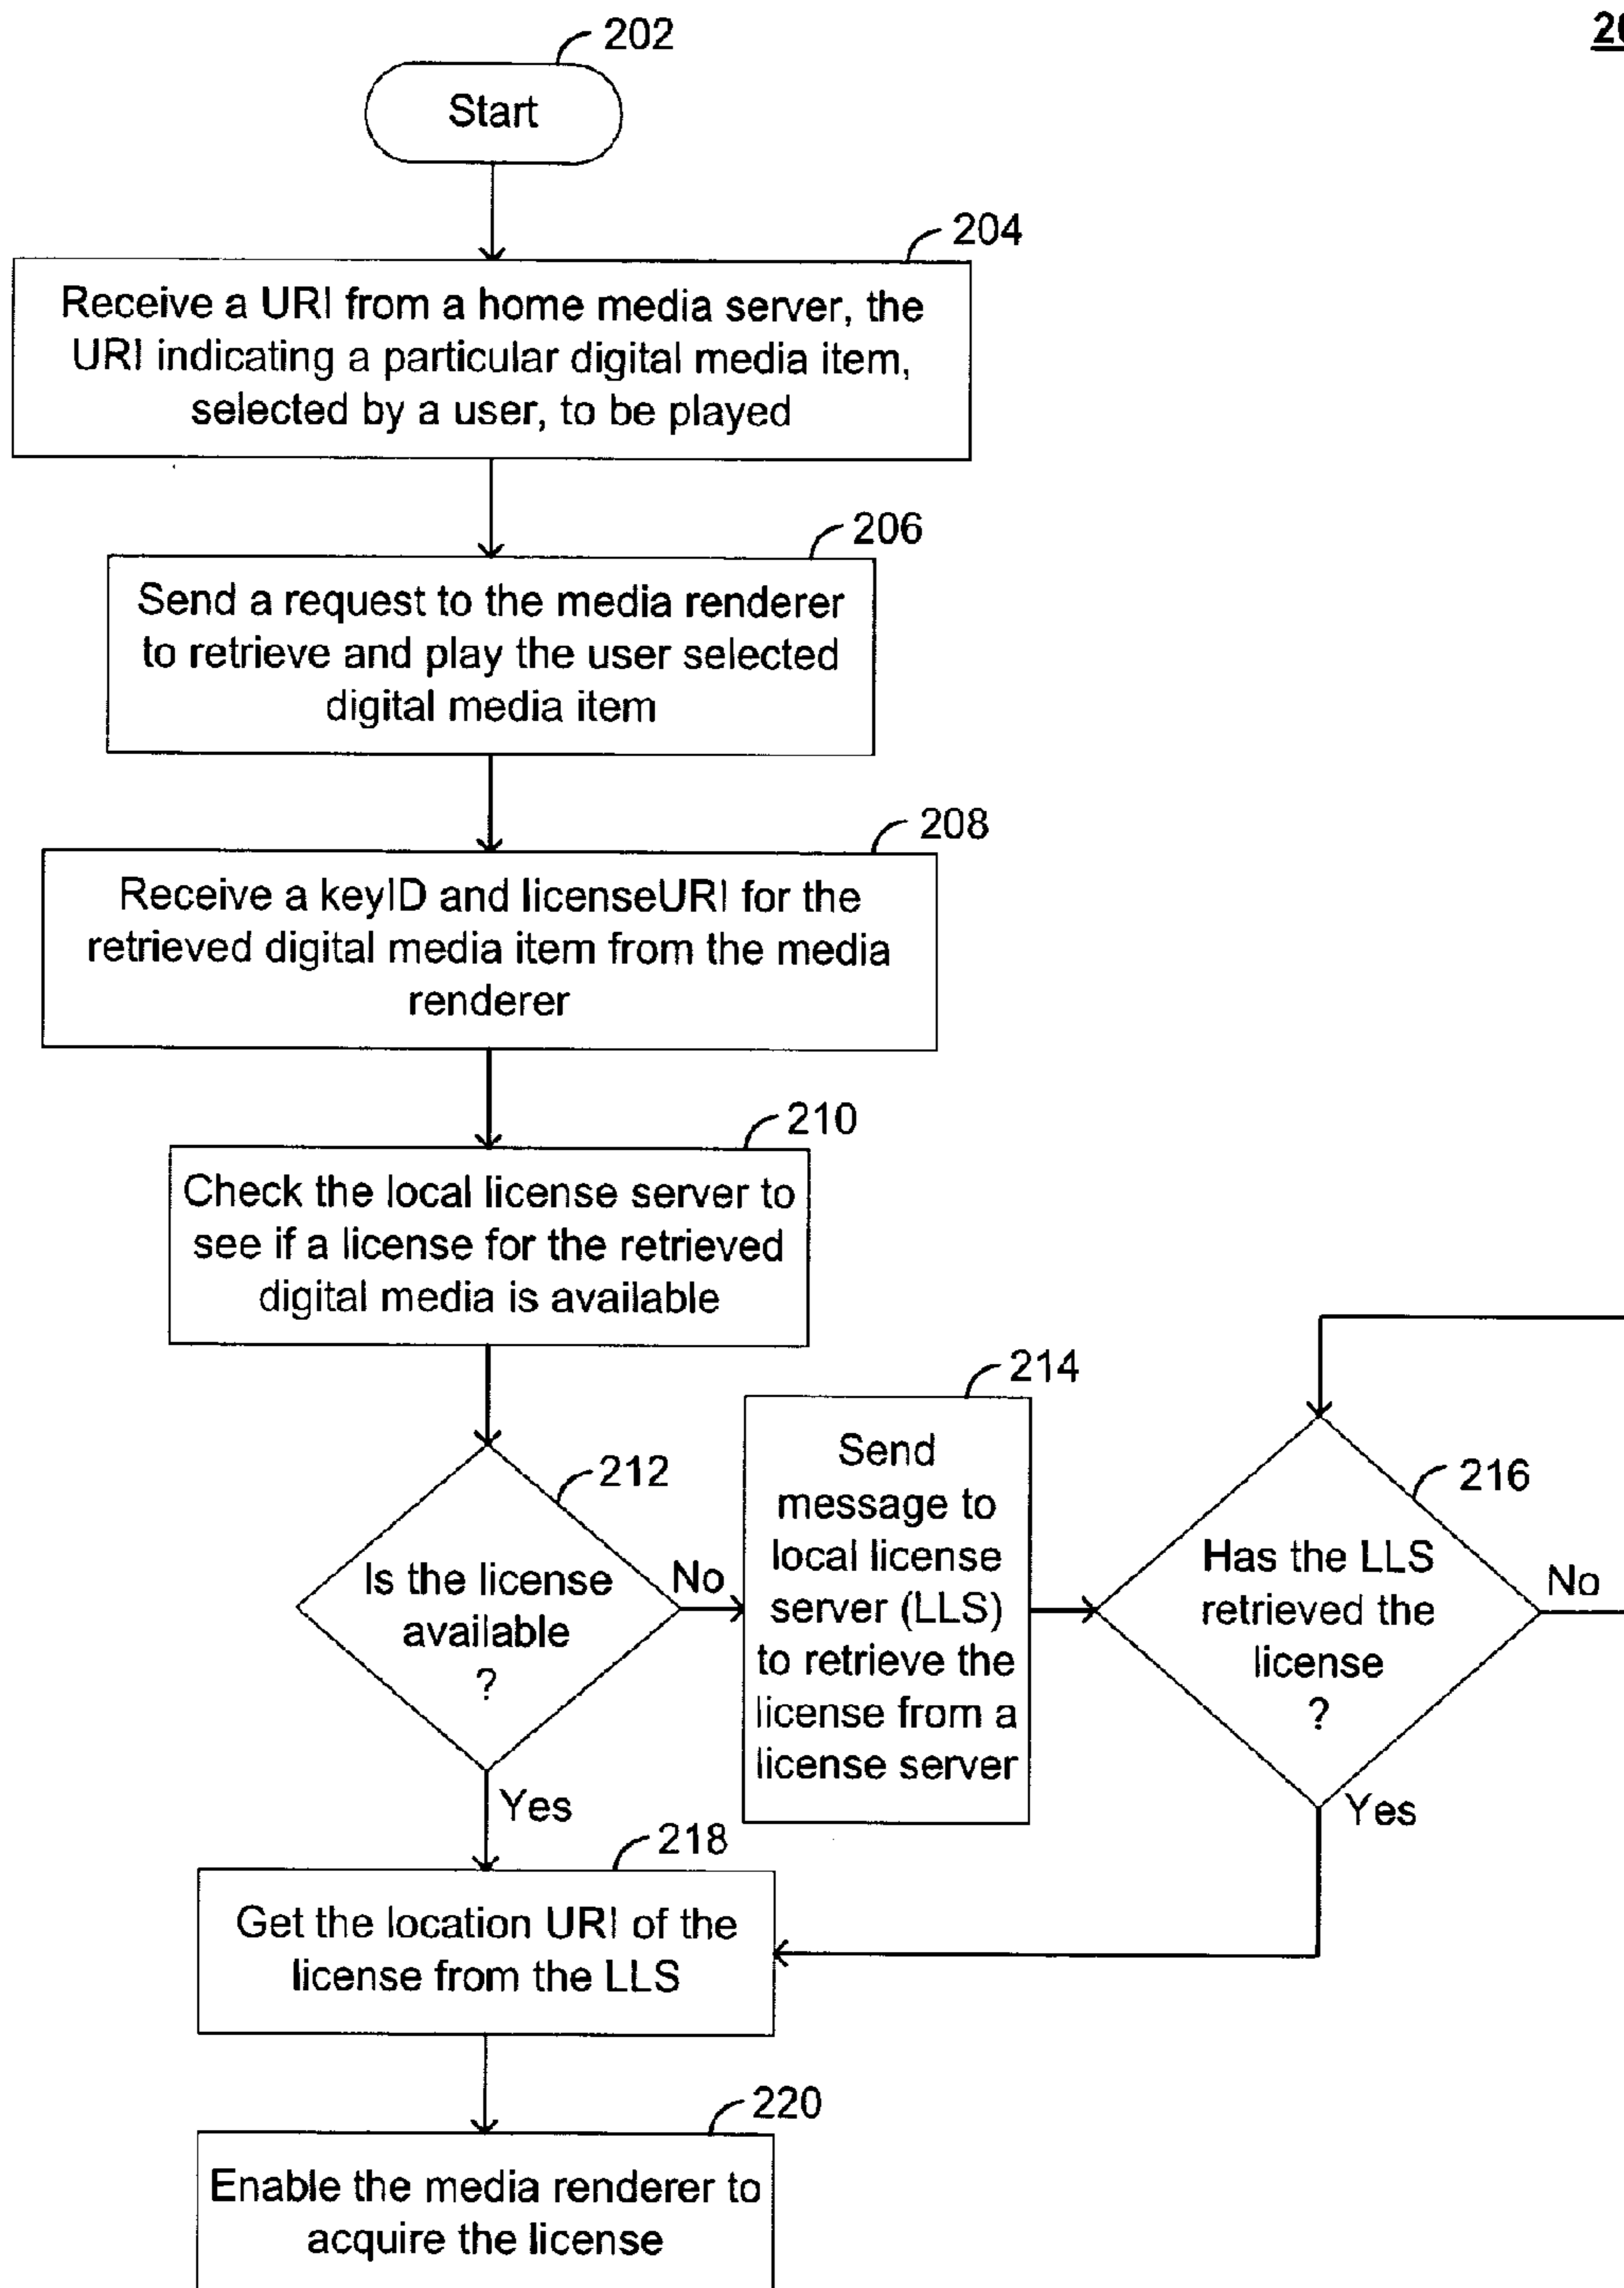 202
20
Start
204
Receive a URI from a home media server, the
URI indicating a particular digital media item,
selected by a user, to be played
206
Send a request to the media renderer
to retrieve and play the user selected
digital media item
208
Receive a keyID and licenseURI for the
retrieved digital media item from the media
renderer
210
Check the local license server to
see if a license for the retrieved
digital media is available
212
Is the license
available
?
No
Yes
214
Send
message to
local license
server (LLS)
to retrieve the
license from a
license server
216
Has the LLS
retrieved the
license
?
No
Yes
218
Get the location URI of the
license from the LLS
220
Enable the media renderer to
acquire the license